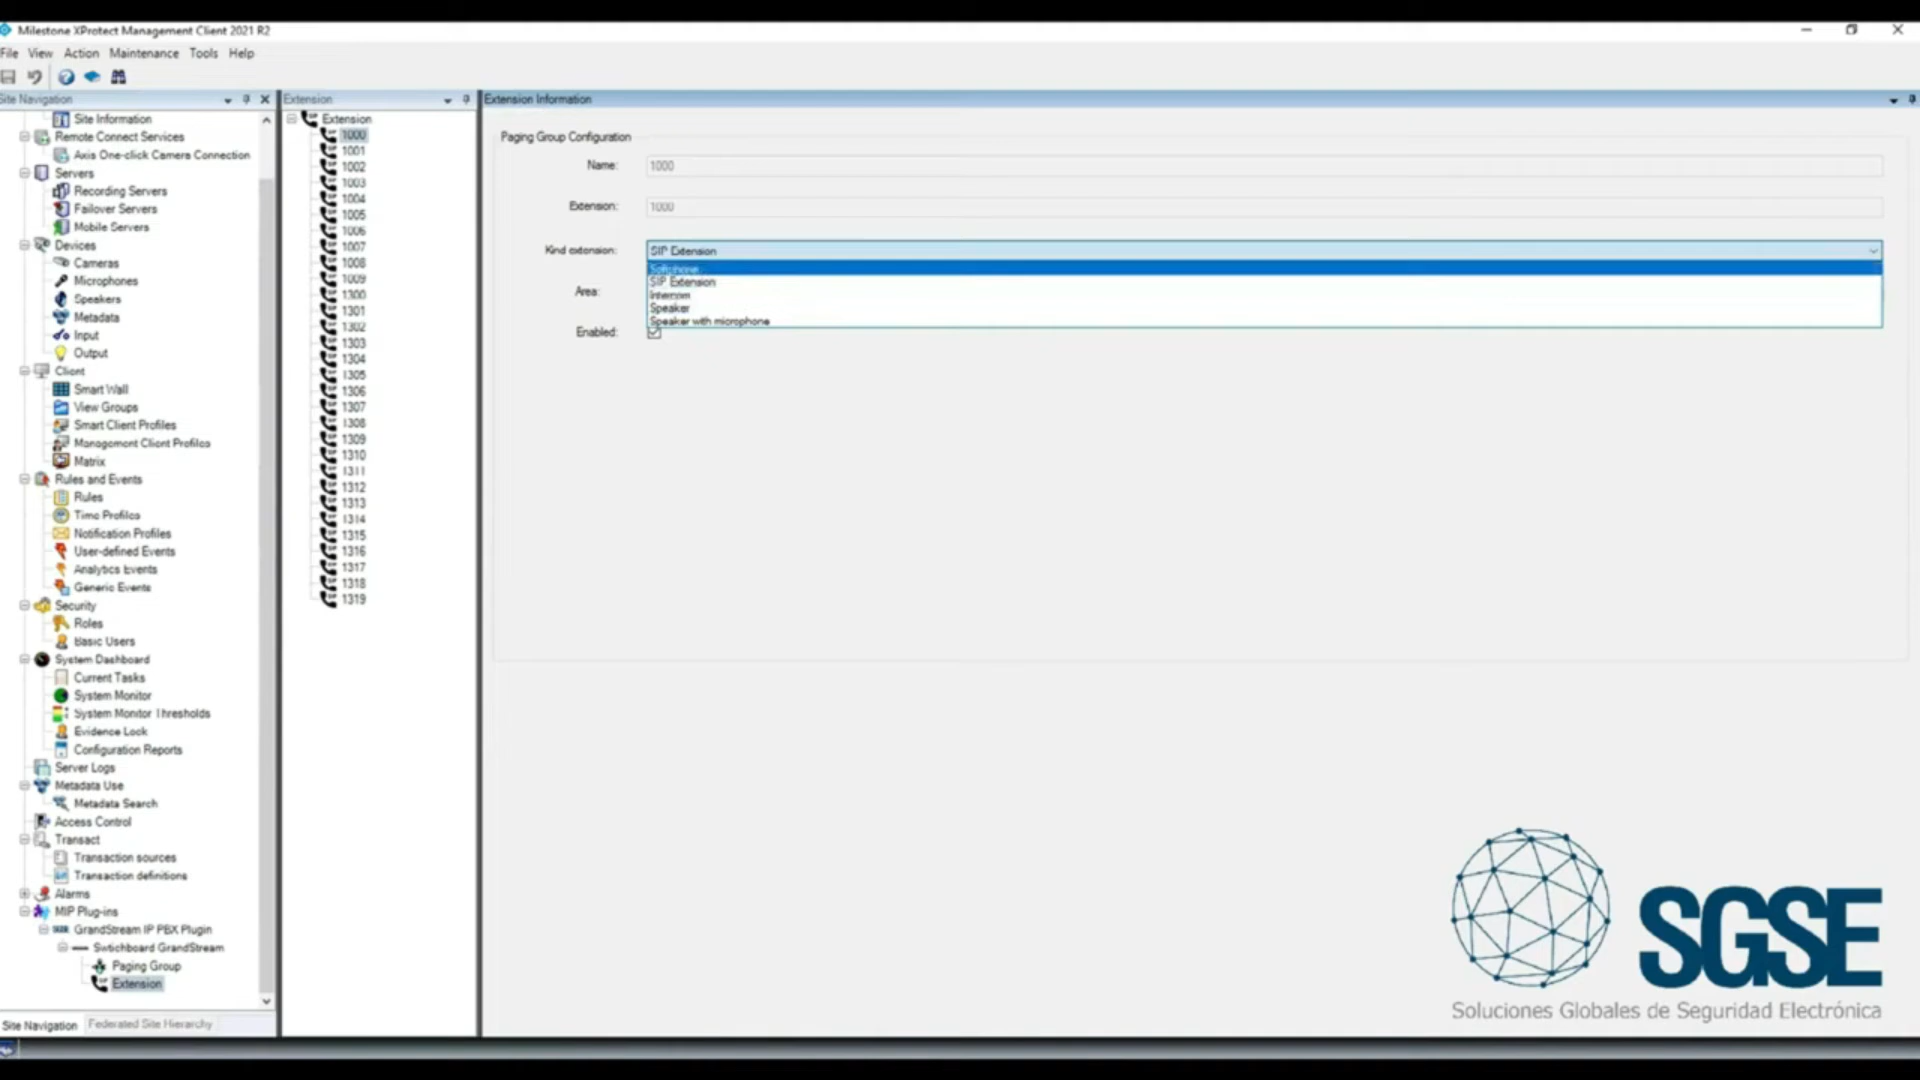 Milestone XProtect Management Client 2021 R2
File View Action Maintenance Tools Help
Site Navigation
Site Information
Remote Connect Services
Axis One-click Camera Connection
Servers
Recording Servers
Failover Servers
Mobile Servers
Devices
Cameras
Microphones
Speakers
Metadata
Input
Output
Client
Smart Wall
View Groups
Smart Client Profiles
Management Client Profiles
Matrix
Rules and Events
Rules
Time Profiles
Notification Profiles
User-defined Events
Analytics Events
Generic Events
Security
Roles
Basic Users
System Dashboard
Current Tasks
System Monitor
System Monitor Thresholds
Evidence Lock
Configuration Reports
Server Logs
Metadata Use
Metadata Search
Access Control
Transact
Transaction sources
Transaction definitions
Alarms
MIP Plug-ins
GrandStream IP PBX Plugin
Swtichboard GrandStream
Paging Group
Extension
Site Navigation Federated Site Hierarchy
Extension
Extension
1000
1001
1002
1003
1004
1005
1006
1007
1008
1009
1300
1301
1302
1303
1304
1305
1306
1307
1308
1309
1310
1311
1312
1313
1314
1315
1316
1317
1318
1319
Extension Information
Paging Group Configuration
Name: 1000
Extension: 1000
Kind extension: SIP Extension
Softphone
SIP Extension
Intercom
Speaker
Speaker with microphone
Area:
Enabled:
SGSE
Soluciones Globales de Seguridad Electrónica